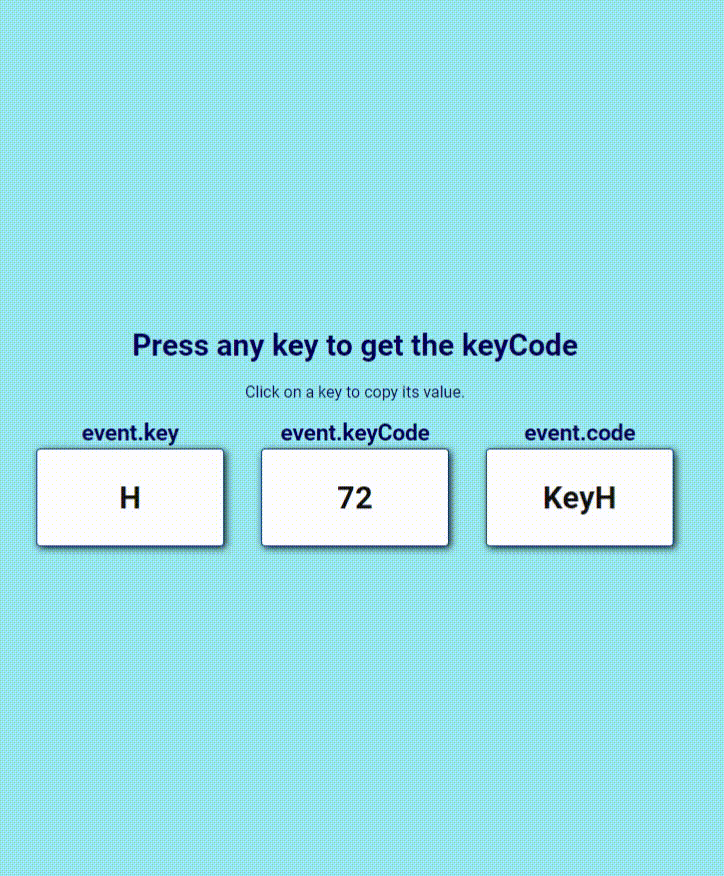 Press any key to get the keyCode
Click on a key to copy its value.
event.key event.keyCode event.code
H 72 KeyH